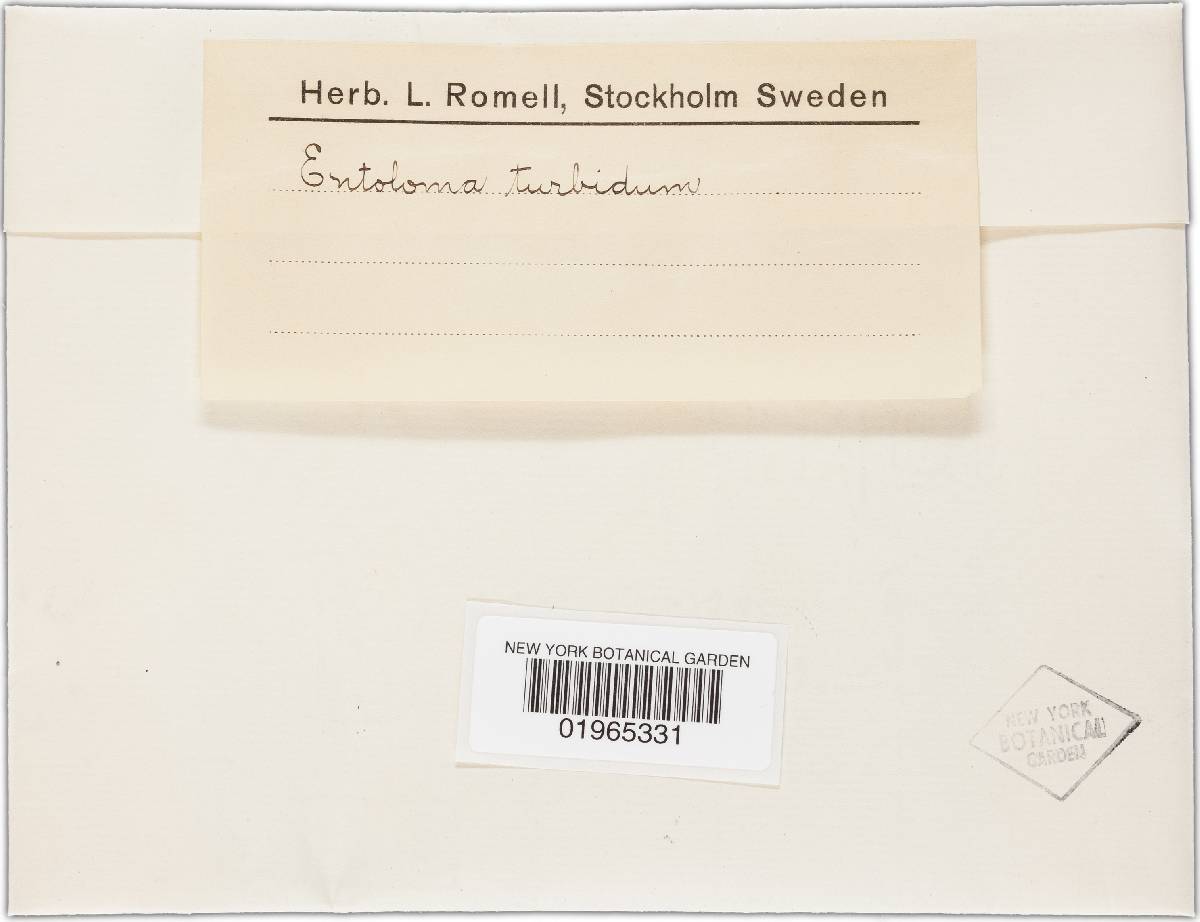 Herb. L. Romell, Stockholm Sweden
Entoloma turbidum
NEW YORK BOTANICAL GARDEN
01965331
NEW YORK
BOTANICAL
GARDEN